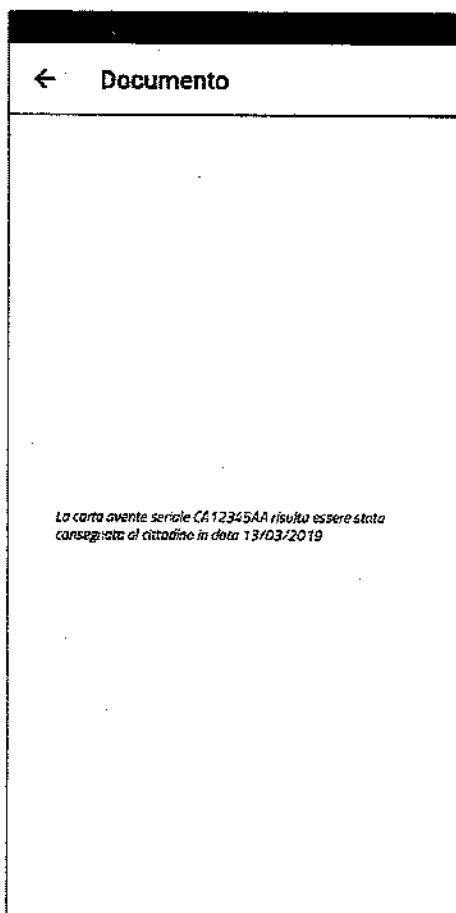 ← Documento
La carta avente seriale CA12345AA risulta essere stata
consegnata al cittadino in data 13/03/2019